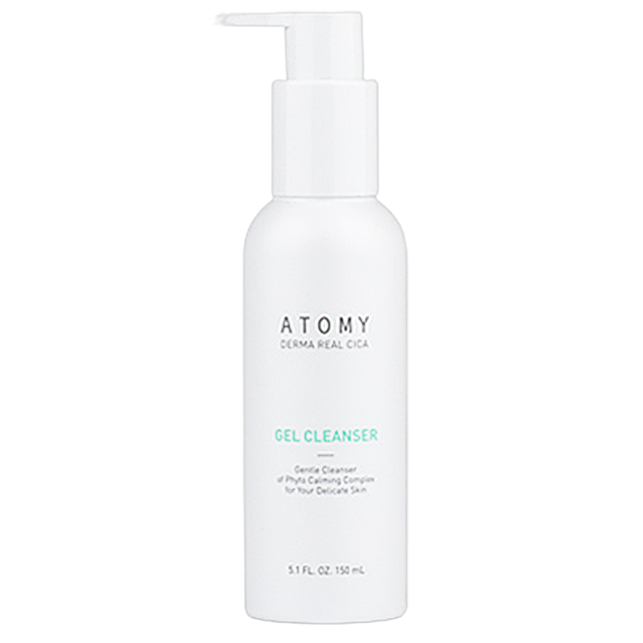 ATOMY
DERMA REAL CICA
GEL CLEANSER
Gentle Cleanser
of Phyto Calming Complex
for Your Delicate Skin
5.1 FL. OZ. 150 mL